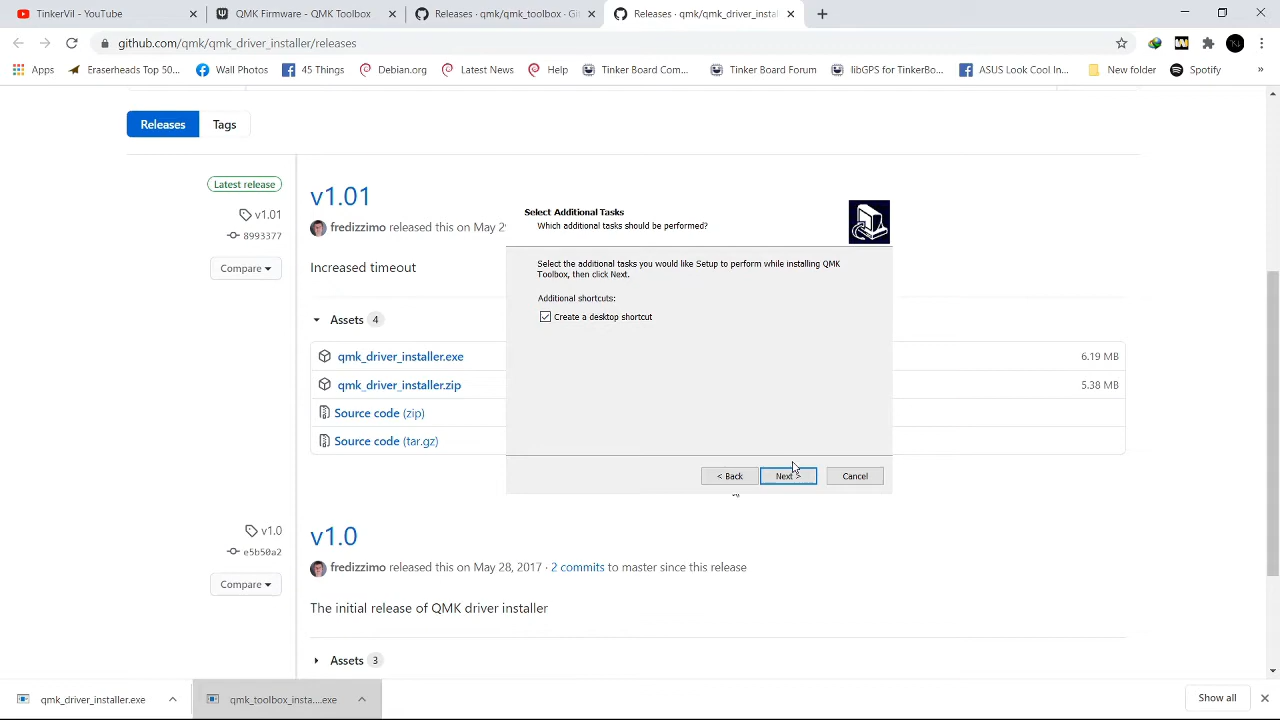 TinkerVil - YouTube
QMK Firmware - QMK Toolbox
Releases · qmk/qmk_toolbox · Git
Releases · qmk/qmk_driver_instal
github.com/qmk/qmk_driver_installer/releases
Apps
Eraserheads Top 50...
Wall Photos
45 Things
Debian.org
Latest News
Help
Tinker Board Com...
Tinker Board Forum
libGPS for TinkerBo...
ASUS Look Cool In...
New folder
Spotify
»
Releases
Tags
Latest release
v1.01
8993377
Compare
v1.01
fredizzimo released this on May 2
Increased timeout
Assets 4
qmk_driver_installer.exe
6.19 MB
qmk_driver_installer.zip
5.38 MB
Source code (zip)
Source code (tar.gz)
Select Additional Tasks
Which additional tasks should be performed?
Select the additional tasks you would like Setup to perform while installing QMK
Toolbox, then click Next.
Additional shortcuts:
Create a desktop shortcut
< Back
Next >
Cancel
v1.0
e5b50a2
Compare
v1.0
fredizzimo released this on May 28, 2017 · 2 commits to master since this release
The initial release of QMK driver installer
Assets 3
qmk_driver_installer.exe
qmk_toolbox_insta....exe
Show all